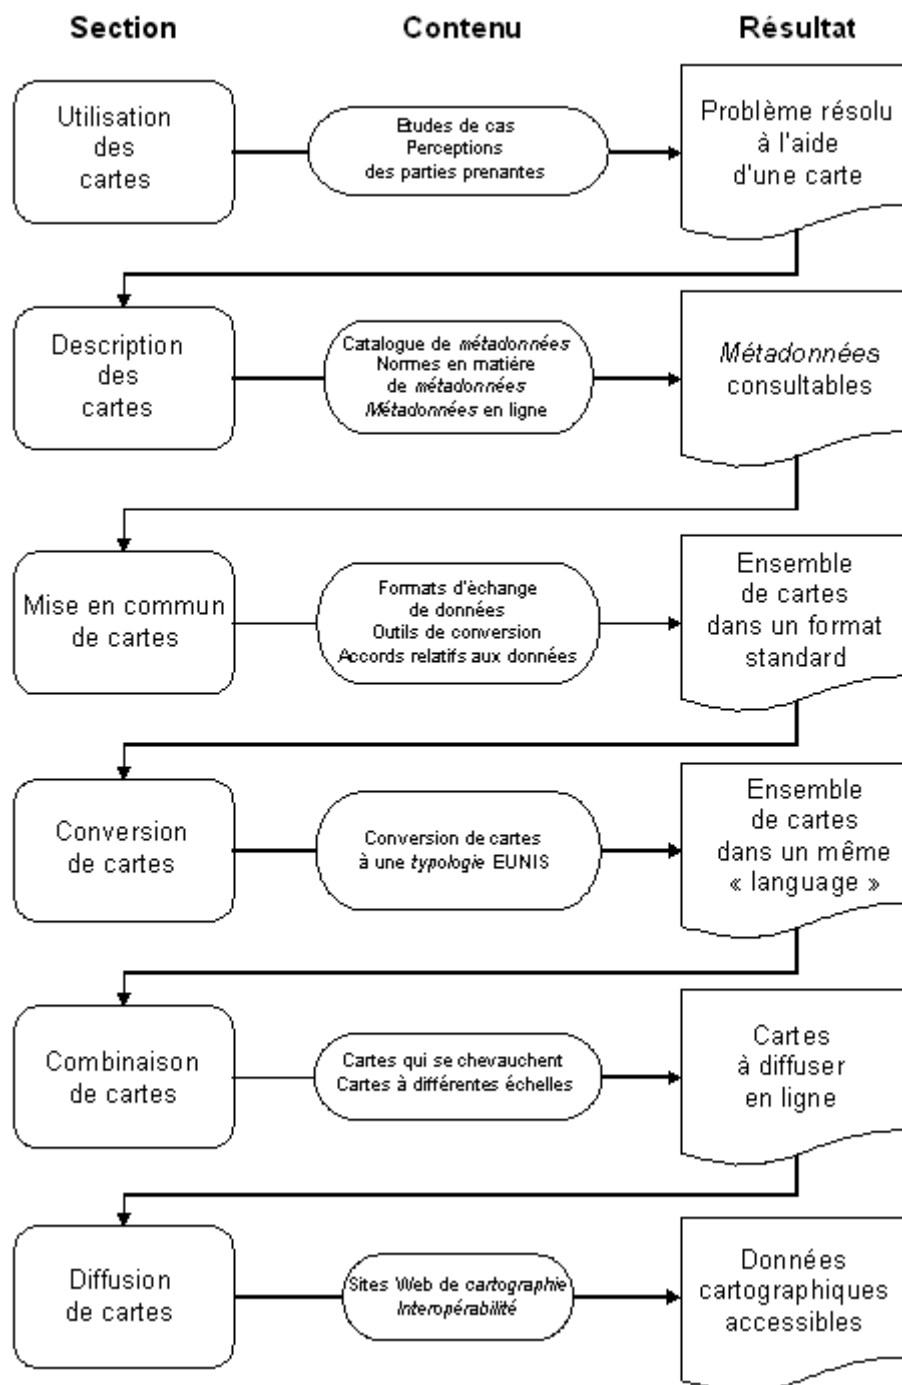 Section
Contenu
Résultat
Utilisation
des
cartes
Etudes de cas
Perceptions
des parties prenantes
Problème résolu
à l'aide
d'une carte
Description
des
cartes
Catalogue de métadonnées
Normes en matière
de métadonnées
Métadonnées en ligne
Métadonnées
consultables
Mise en commun
de cartes
Formats d'èchange
de données
Outils de conversion
Accords relatifs aux données
Ensemble
de cartes
dans un format
standard
Conversion
de cartes
Conversion de cartes
à une typologie EUNIS
Ensemble
de cartes
dans un même
« language »
Combinaison
de cartes
Cartes qui se chevauchent
Cartes à différentes échelles
Cartes
à diffuser
en ligne
Diffusion
de cartes
Sites Web de cartographie
Interopérabilité
Données
cartographiques
accessibles